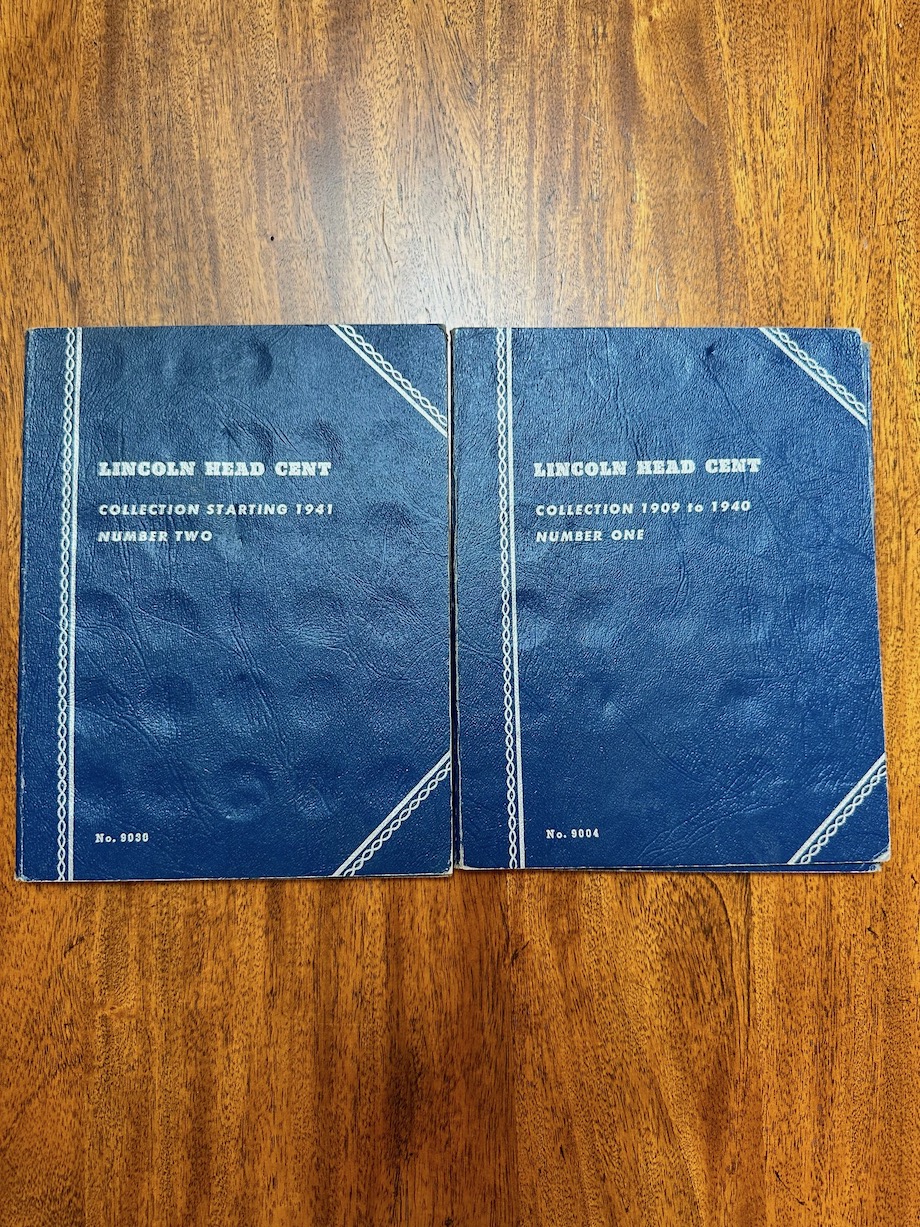 LINCOLN HEAD CENT
COLLECTION STARTING 1941
NUMBER TWO
No. 9030
LINCOLN HEAD CENT
COLLECTION 1909 to 1940
NUMBER ONE
No. 9004